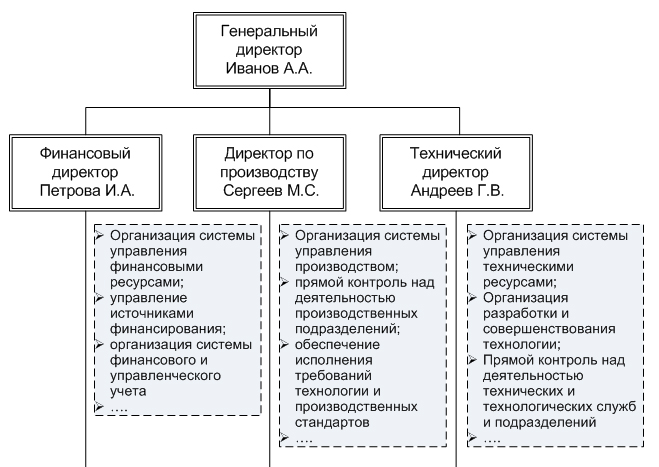 Генеральный
директор
Иванов А.А.
Финансовый
директор
Петрова И.А.
Директор по
производству
Сергеев М.С.
Технический
директор
Андреев Г.В.
Организация системы
управления
финансовыми
ресурсами;
управление
источниками
финансирования;
организация системы
финансового и
управленческого
учета
....
Организация системы
управления
производством;
прямой контроль над
деятельностью
производственных
подразделений;
обеспечение
исполнения
требований
технологии и
производственных
стандартов
....
Организация системы
управления
техническими
ресурсами;
Организация
разработки и
совершенствования
технологии;
Прямой контроль над
деятельностью
технических и
технологических служб
и подразделений
....